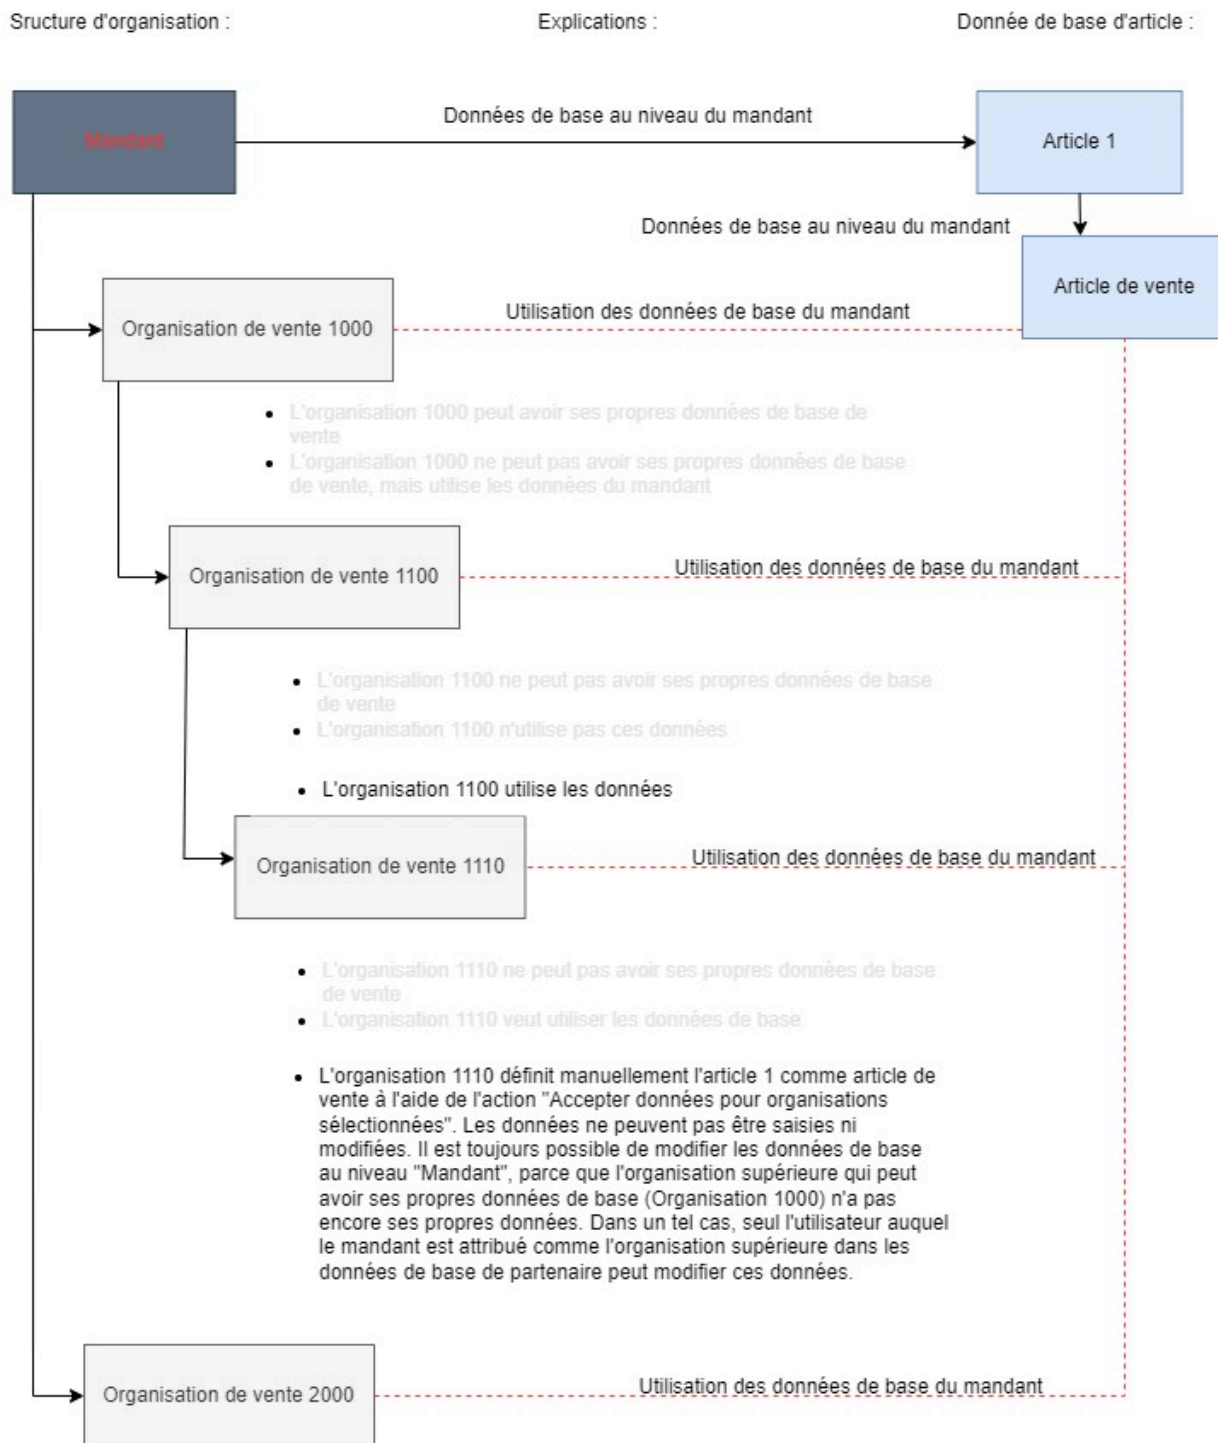 Sructure d'organisation :
Explications :
Donnée de base d'article :
Mandant
Données de base au niveau du mandant
Article 1
Données de base au niveau du mandant
Article de vente
Organisation de vente 1000
Utilisation des données de base du mandant
L'organisation 1000 peut avoir ses propres données de base de
vente
L'organisation 1000 ne peut pas avoir ses propres données de base
de vente, mais utilise les données du mandant
Organisation de vente 1100
Utilisation des données de base du mandant
L'organisation 1100 ne peut pas avoir ses propres données de base
de vente
L'organisation 1100 n'utilise pas ces données
L'organisation 1100 utilise les données
Organisation de vente 1110
Utilisation des données de base du mandant
L'organisation 1110 ne peut pas avoir ses propres données de base
de vente
L'organisation 1110 veut utiliser les données de base
L'organisation 1110 définit manuellement l'article 1 comme article de
vente à l'aide de l'action "Accepter données pour organisations
sélectionnées". Les données ne peuvent pas être saisies ni
modifiées. Il est toujours possible de modifier les données de base
au niveau "Mandant", parce que l'organisation supérieure qui peut
avoir ses propres données de base (Organisation 1000) n'a pas
encore ses propres données. Dans un tel cas, seul l'utilisateur auquel
le mandant est attribué comme l'organisation supérieure dans les
données de base de partenaire peut modifier ces données.
Organisation de vente 2000
Utilisation des données de base du mandant